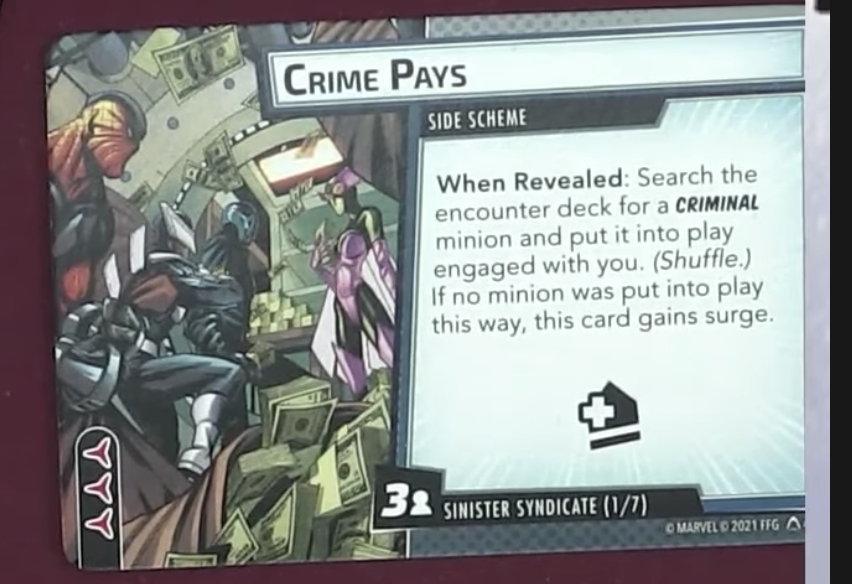 CRIME PAYS
SIDE SCHEME
When Revealed: Search the
encounter deck for a CRIMINAL
minion and put it into play
engaged with you. (Shuffle.)
If no minion was put into play
this way, this card gains surge.
3
SINISTER SYNDICATE (1/7)
© MARVEL © 2021 FFG